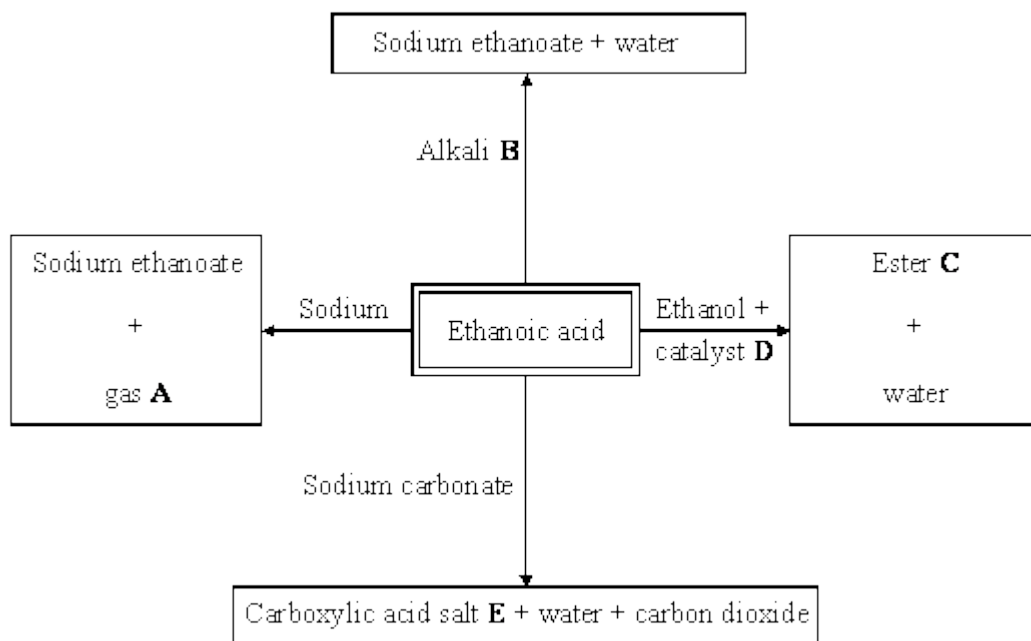 Sodium ethanoate + water
Alkali B
Sodium ethanoate
+
gas A
Sodium
Ethanoic acid
Ethanol +
catalyst D
Ester C
+
water
Sodium carbonate
Carboxylic acid salt E + water + carbon dioxide